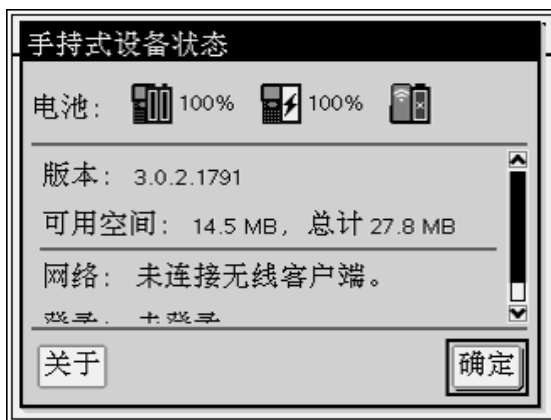 手持式设备状态
电池: 100% 100%
版本: 3.0.2.1791
可用空间: 14.5 MB, 总计 27.8 MB
网络: 未连接无线客户端。
关于 确定